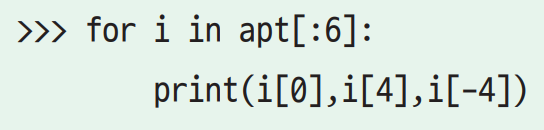 >>> for i in apt[:6]:
        print(i[0],i[4],i[-4])